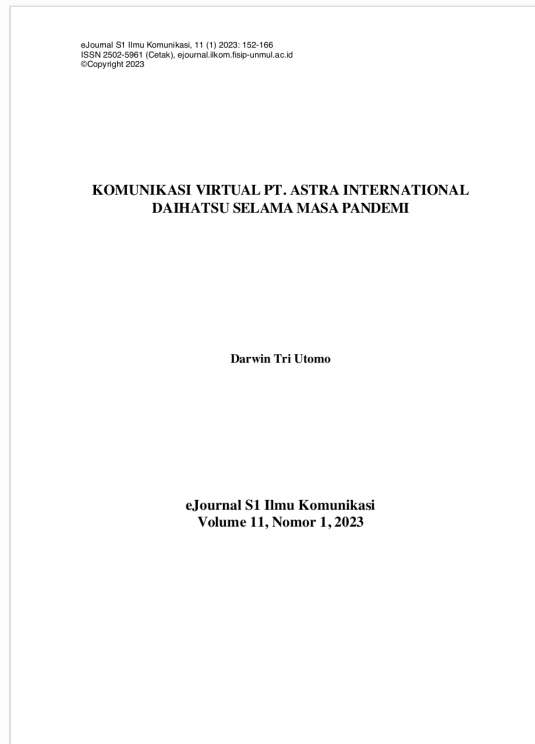 eJournal S1 Ilmu Komunikasi, 11 (1) 2023: 152-166
ISSN 2502-5961 (Cetak), ejournal.ilkom.fisip-unmul.ac.id
©Copyright 2023
KOMUNIKASI VIRTUAL PT. ASTRA INTERNATIONAL
DAIHATSU SELAMA MASA PANDEMI
Darwin Tri Utomo
eJournal S1 Ilmu Komunikasi
Volume 11, Nomor 1, 2023